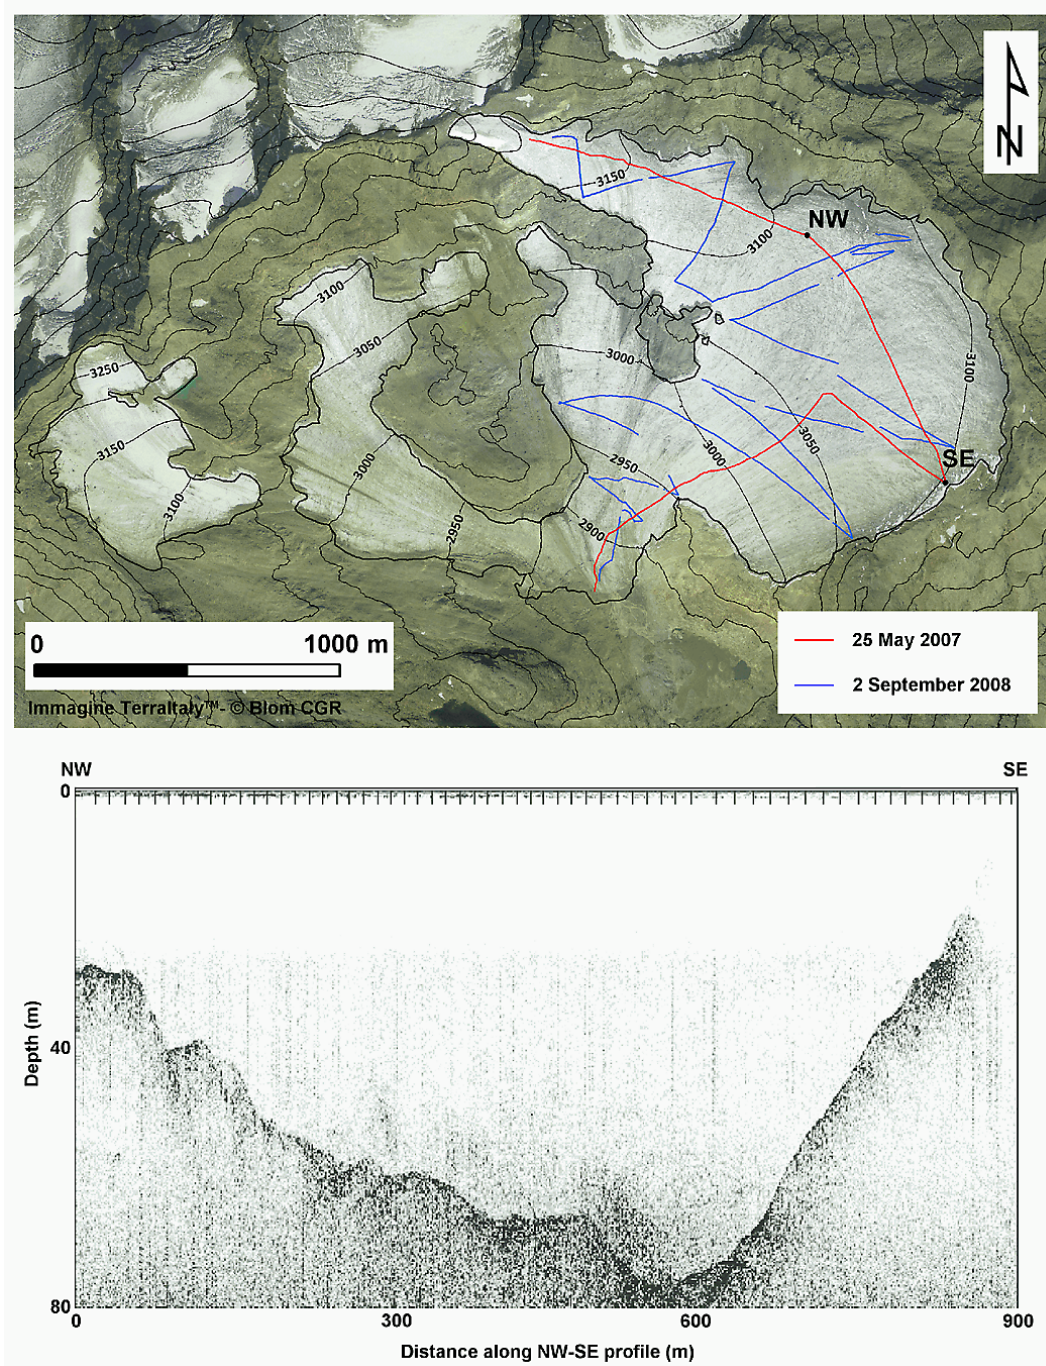 N
3150
NW
3100
3100
3050
3000
3100
3250
3150
3050
SE
3000
3000
2950
3100
2950
2900
0 1000 m
25 May 2007
2 September 2008
Immagine TerraItaly™- © Blom CGR
NW SE
0
40
80
Depth (m)
0 300 600 900
Distance along NW-SE profile (m)